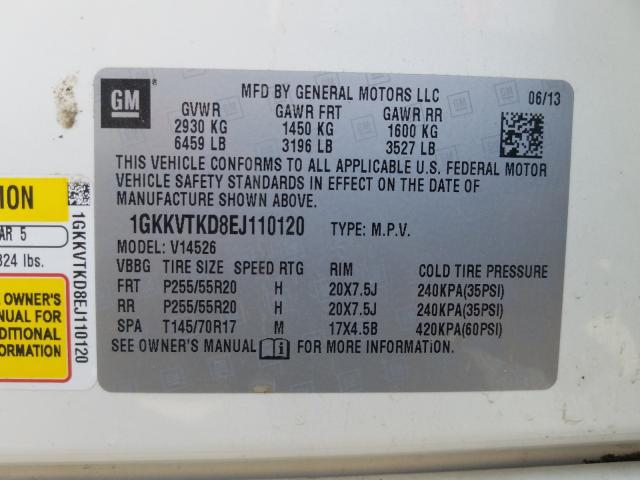 GM
MFD BY GENERAL MOTORS LLC
06/13
GVWR GAWR FRT GAWR RR
2930 KG 1450 KG 1600 KG
6459 LB 3196 LB 3527 LB
THIS VEHICLE CONFORMS TO ALL APPLICABLE U.S. FEDERAL MOTOR
VEHICLE SAFETY STANDARDS IN EFFECT ON THE DATE OF
MANUFACTURE SHOWN ABOVE.
1GKKVTKD8EJ110120 TYPE: M.P.V.
MODEL: V14526
VBBG TIRE SIZE SPEED RTG RIM COLD TIRE PRESSURE
FRT P255/55R20 H 20X7.5J 240KPA(35PSI)
RR P255/55R20 H 20X7.5J 240KPA(35PSI)
SPA T145/70R17 M 17X4.5B 420KPA(60PSI)
SEE OWNER'S MANUAL FOR MORE INFORMATION.
ION
AR 5
324 lbs.
OWNER'S
NUAL FOR
DITIONAL
ORMATION
1GKKVTKD8EJ110120